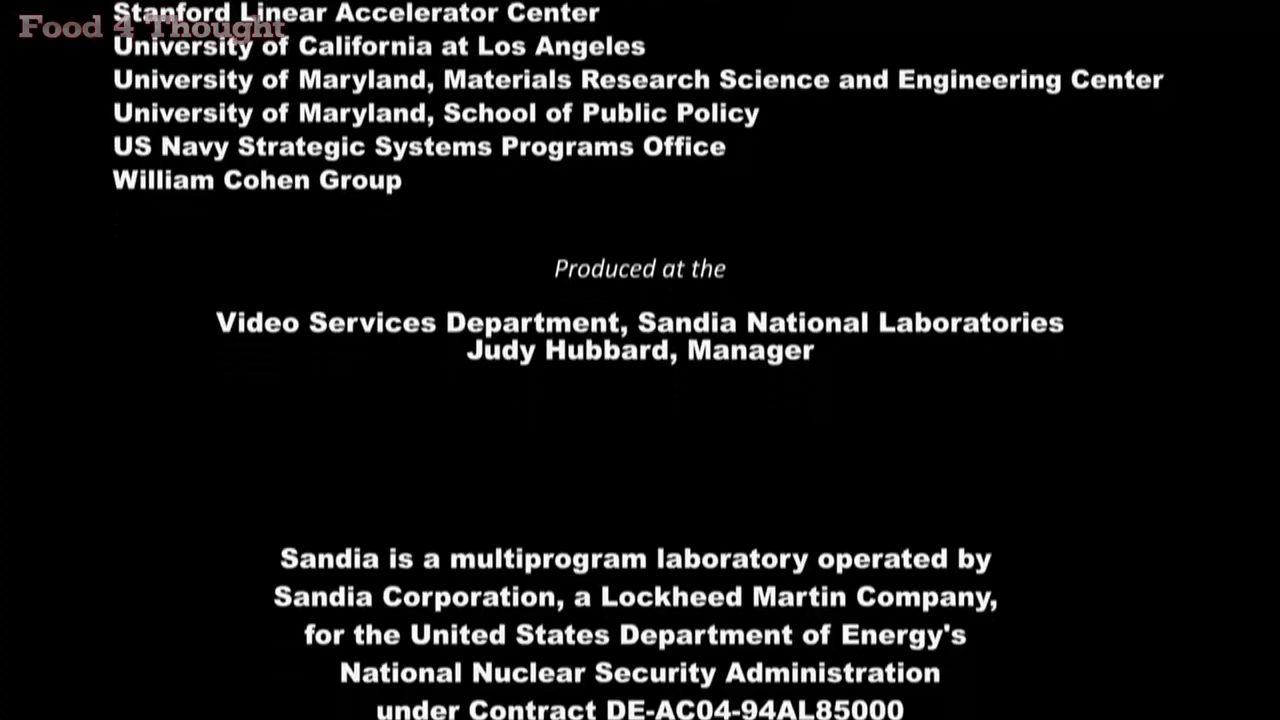 Stanford Linear Accelerator Center
Food 4 Thought
University of California at Los Angeles
University of Maryland, Materials Research Science and Engineering Center
University of Maryland, School of Public Policy
US Navy Strategic Systems Programs Office
William Cohen Group
Produced at the
Video Services Department, Sandia National Laboratories
Judy Hubbard, Manager
Sandia is a multiprogram laboratory operated by
Sandia Corporation, a Lockheed Martin Company,
for the United States Department of Energy's
National Nuclear Security Administration
under Contract DE-AC04-94AL85000